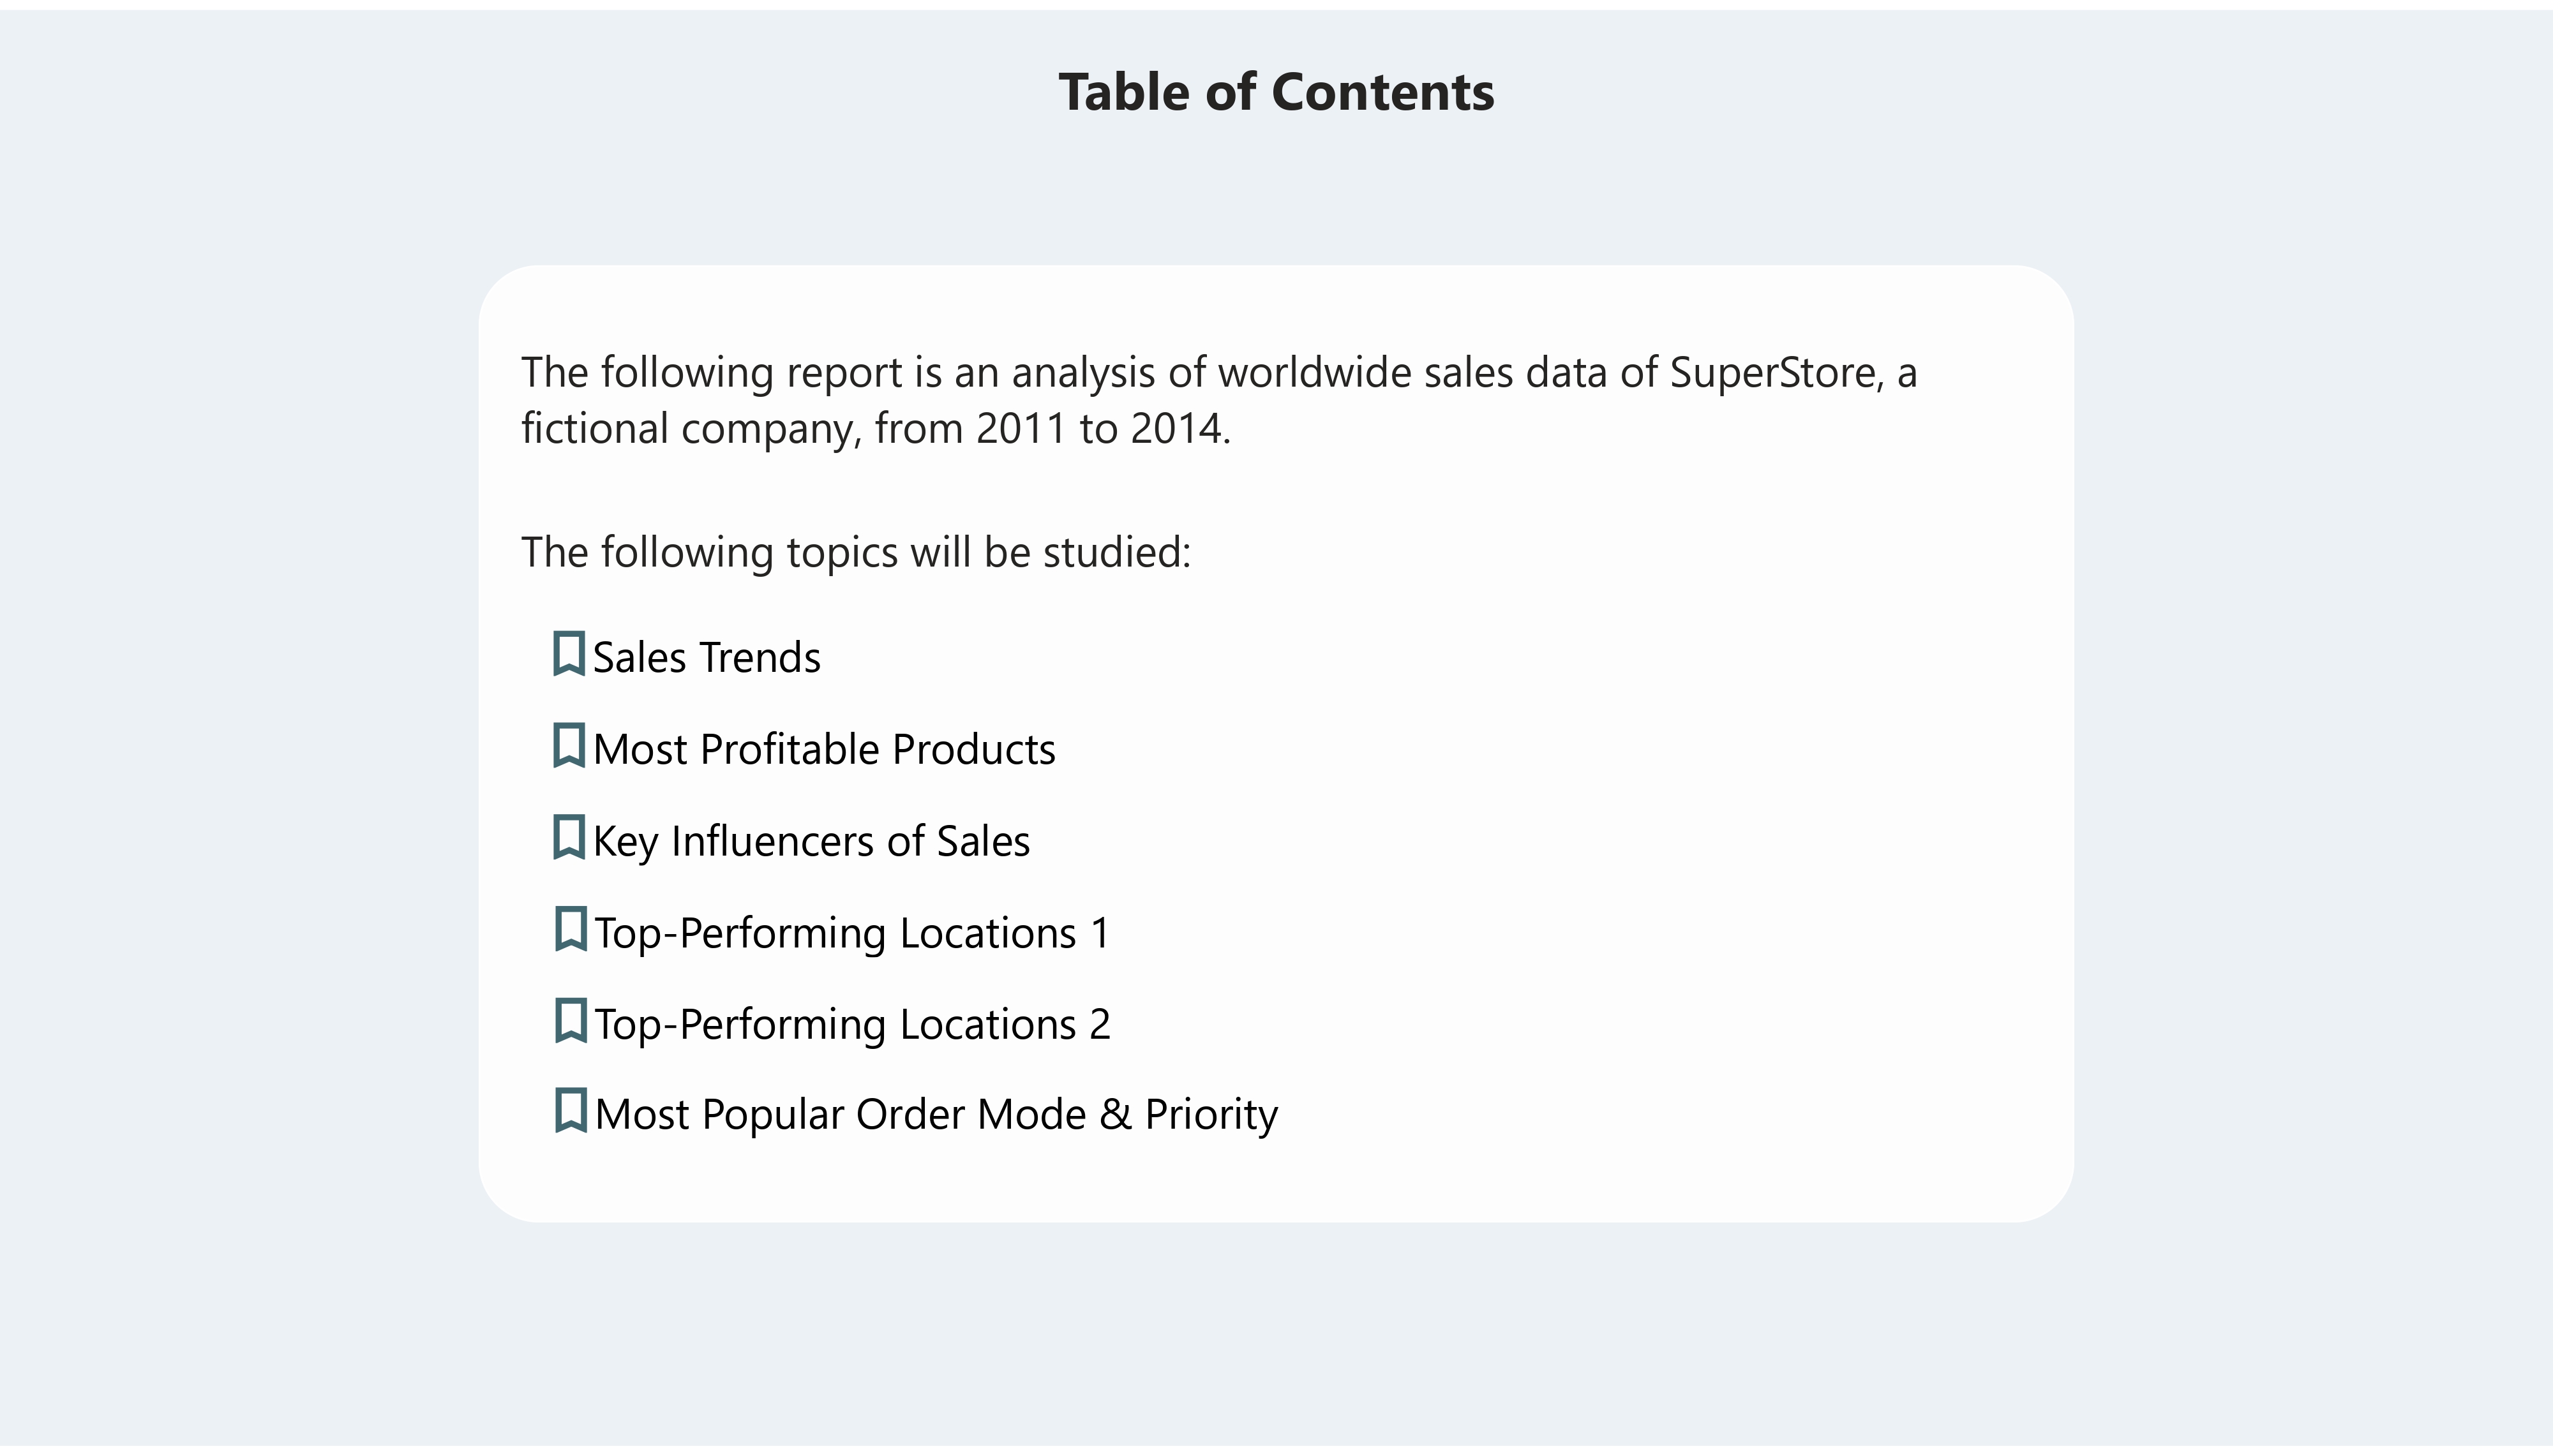 Table of Contents
The following report is an analysis of worldwide sales data of SuperStore, a
fictional company, from 2011 to 2014.
The following topics will be studied:
Sales Trends
Most Profitable Products
Key Influencers of Sales
Top-Performing Locations 1
Top-Performing Locations 2
Most Popular Order Mode & Priority